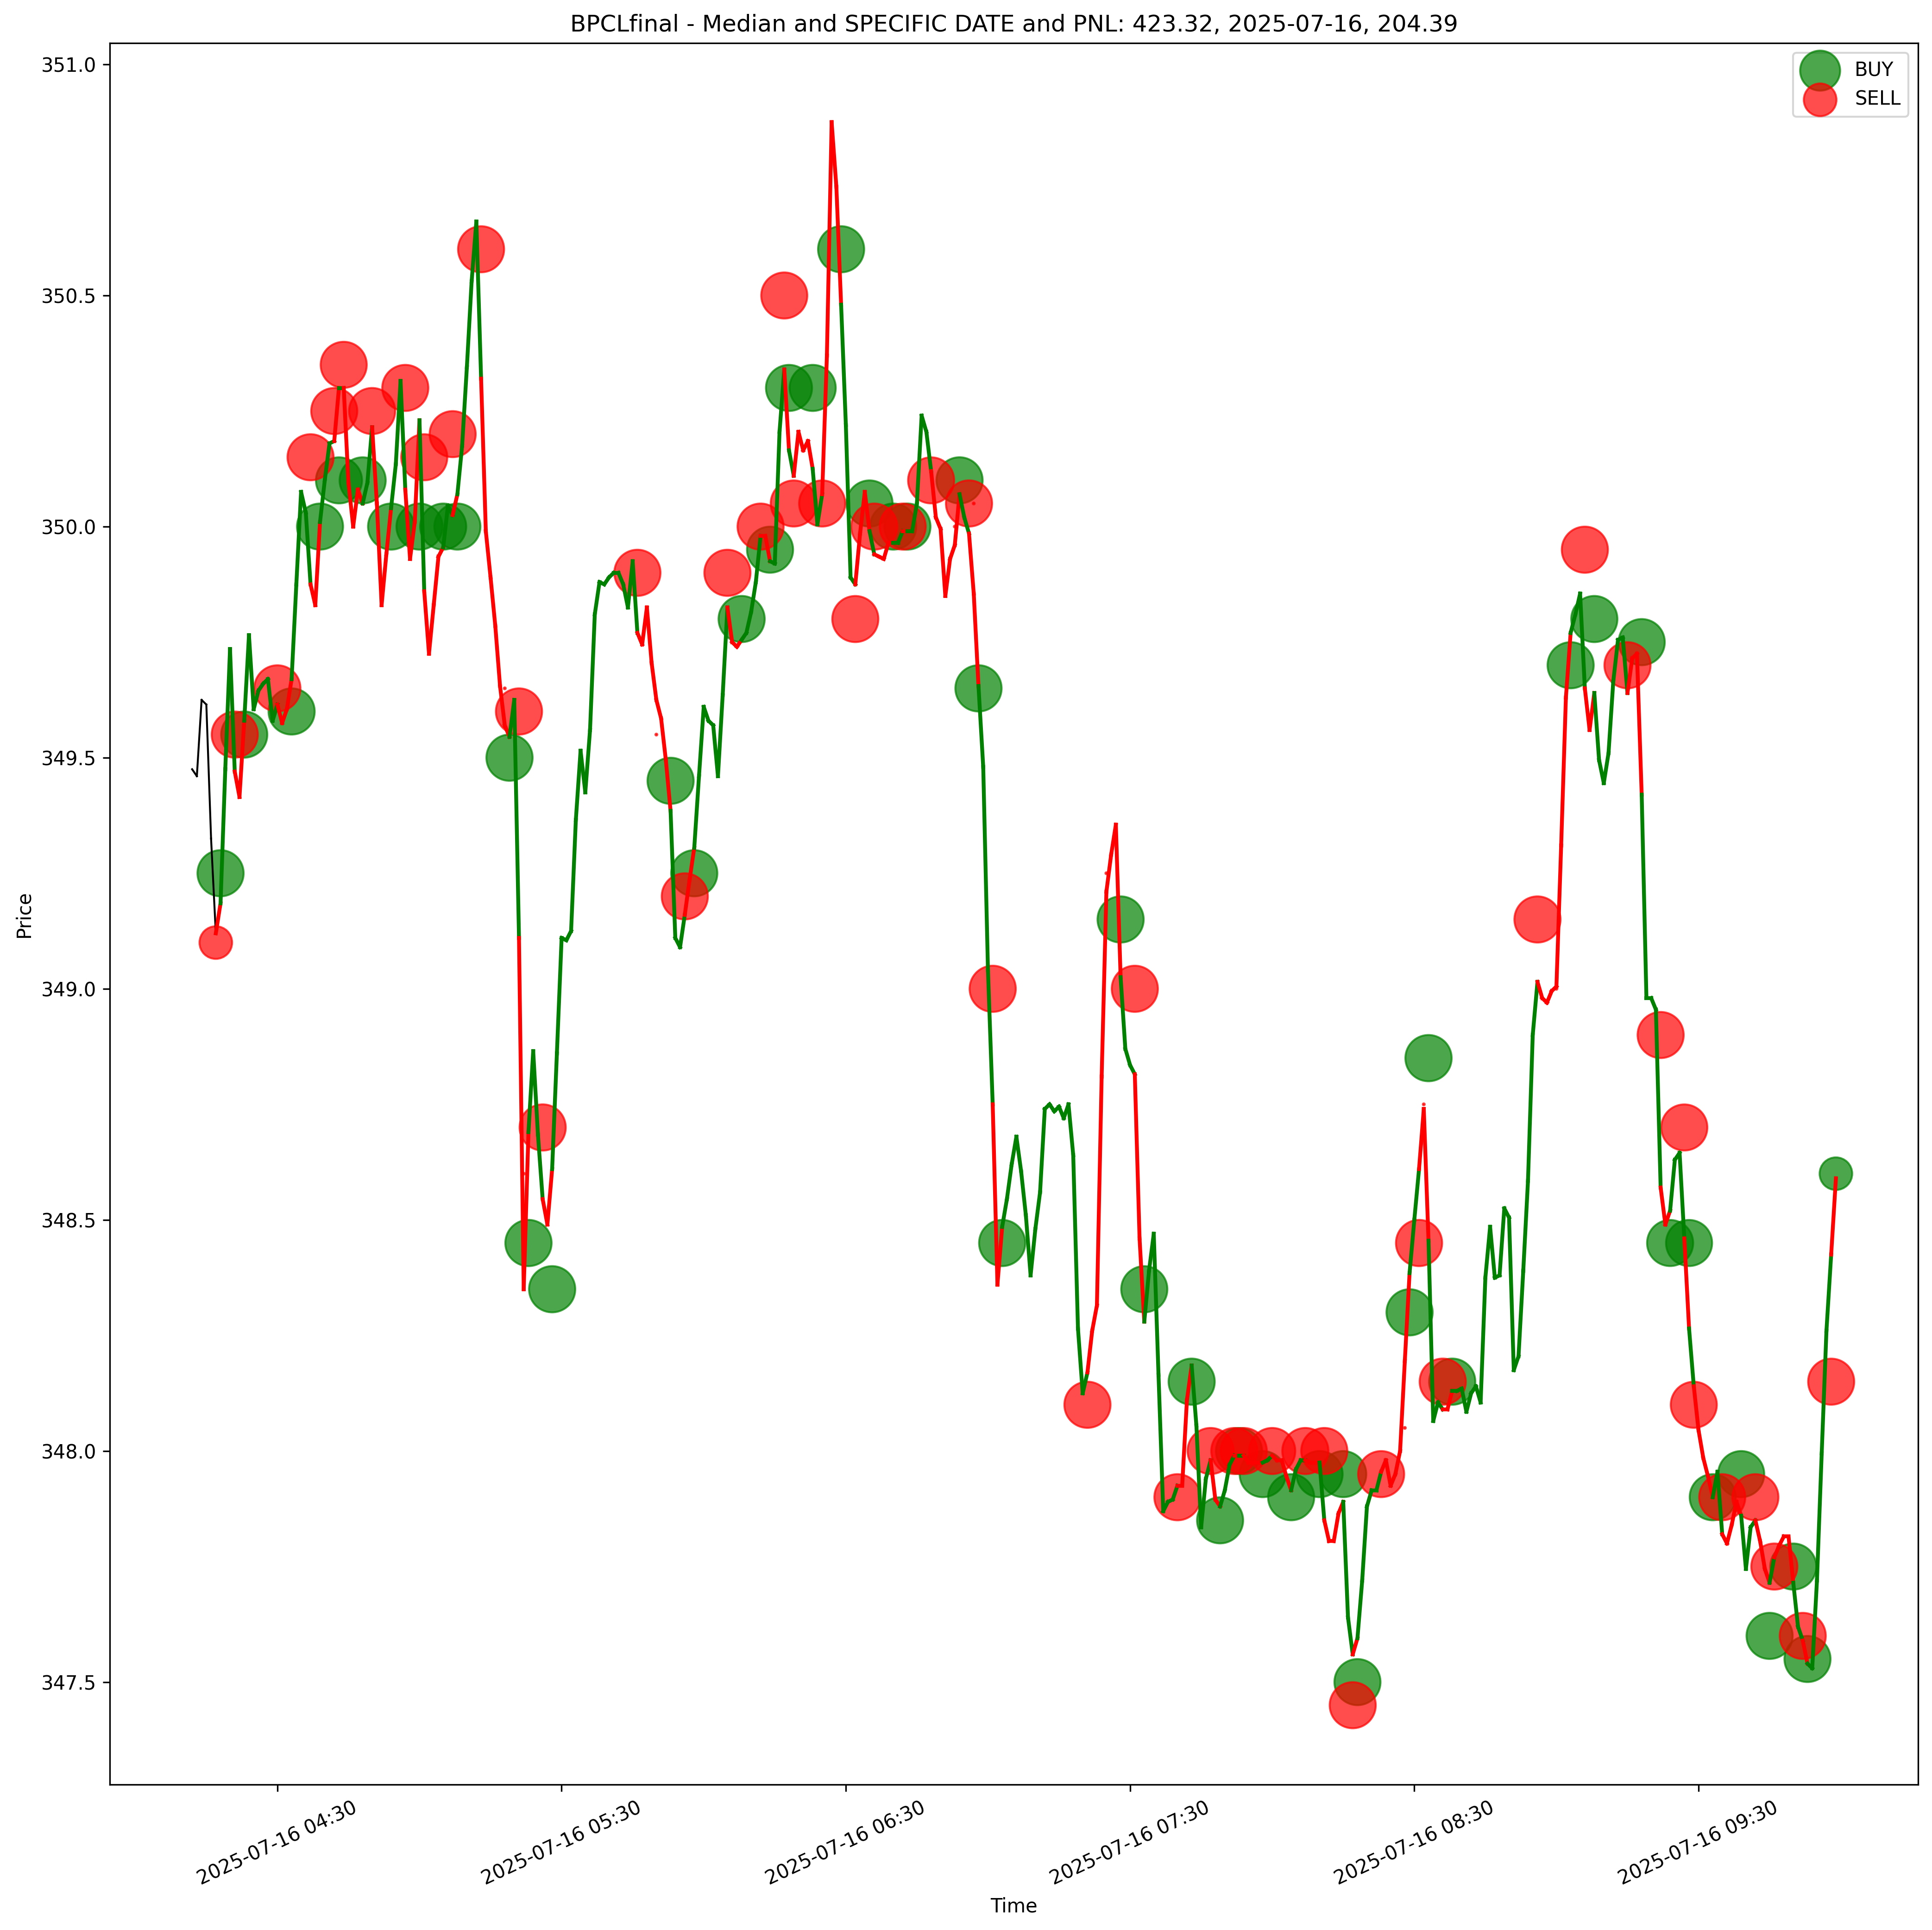 BPCLfinal - Median and SPECIFIC DATE and PNL: 423.32, 2025-07-16, 204.39
BUY
SELL
351.0
350.5
350.0
349.5
349.0
348.5
348.0
347.5
Price
2025-07-16 04:30
2025-07-16 05:30
2025-07-16 06:30
2025-07-16 07:30
2025-07-16 08:30
2025-07-16 09:30
Time